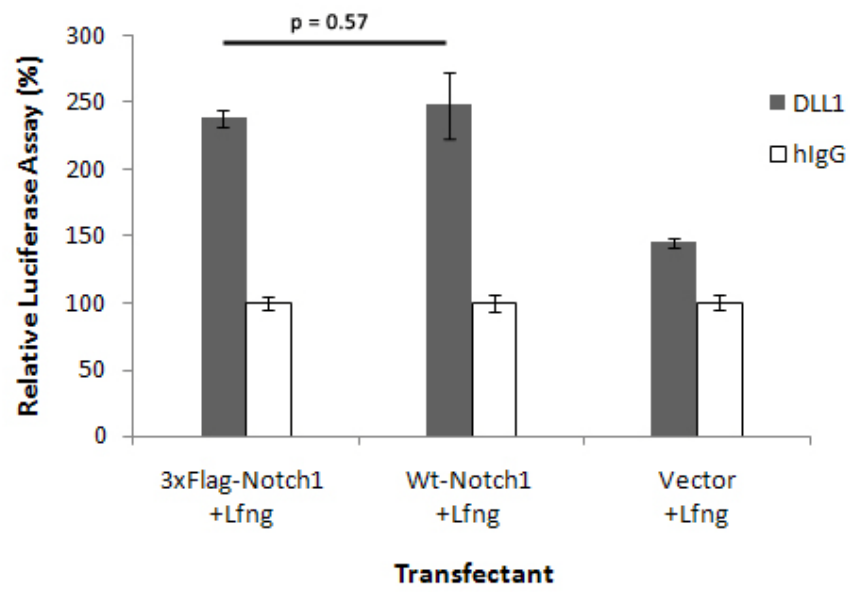 p = 0.57
Relative Luciferase Assay (%)
300
250
200
150
100
50
0
DLL1
hIgG
3xFlag-Notch1
+Lfng
Wt-Notch1
+Lfng
Vector
+Lfng
Transfectant